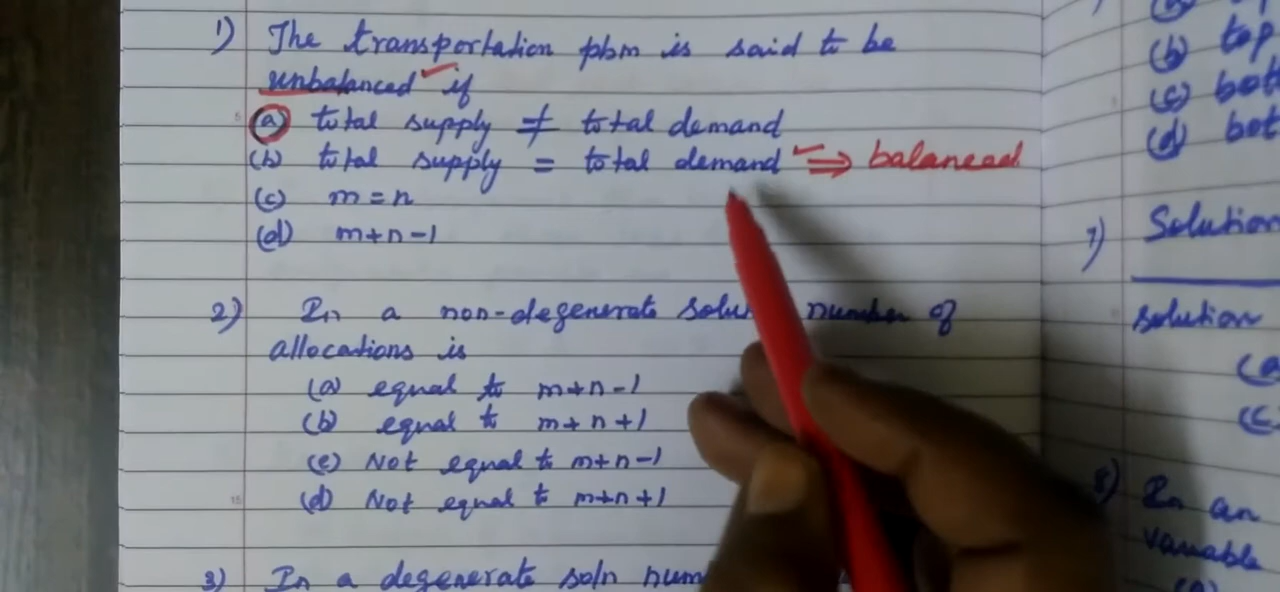 1) The transportation pbm is said to be
unbalanced if
(a) total supply ≠ total demand
(b) total supply = total demand ⇒ balanced
(c) m = n
(d) m+n-1
2) In a non-degenerate number of
allocations is
(a) equal to m+n-1
(b) equal to m+n+1
(c) Not equal to m+n-1
(d) Not equal to m+n+1
3) In a degenerate soln
(b) top
(c) bot
(d) bot
7) Solution
solution
(a
(c
8) In an
variable